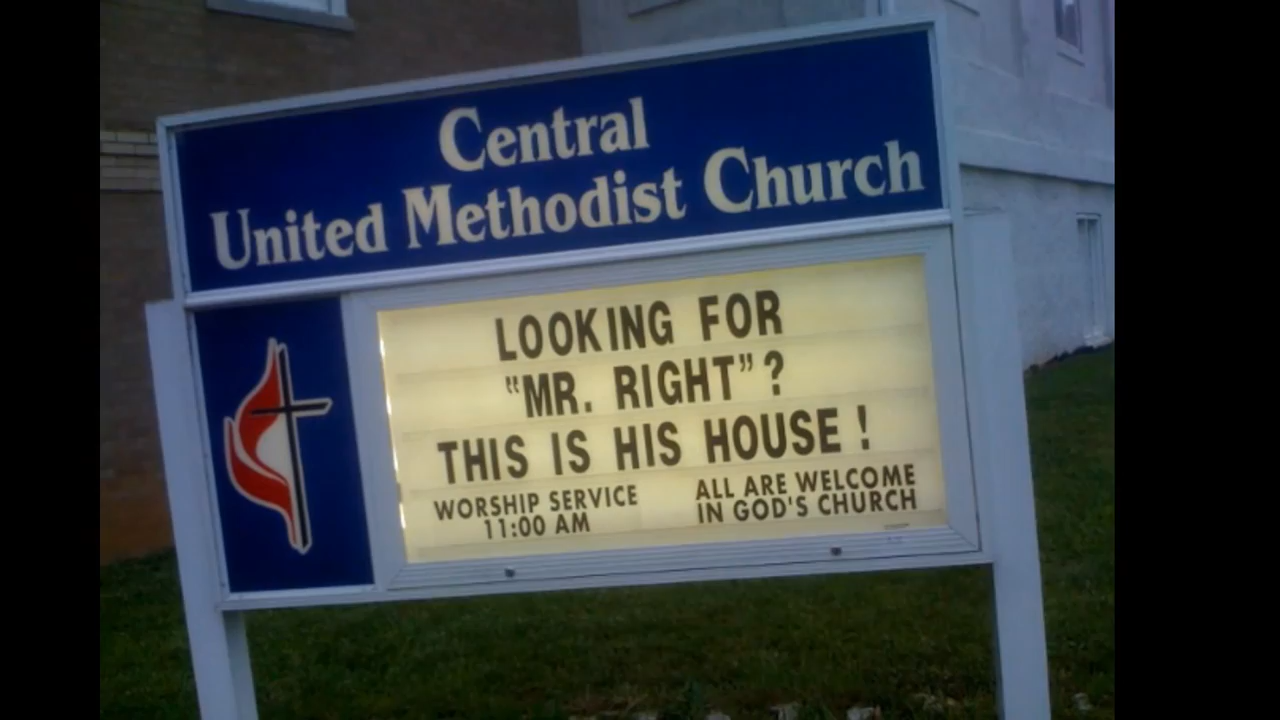 Central
United Methodist Church
LOOKING FOR
"MR. RIGHT"?
THIS IS HIS HOUSE!
WORSHIP SERVICE
11:00 AM
ALL ARE WELCOME
IN GOD'S CHURCH